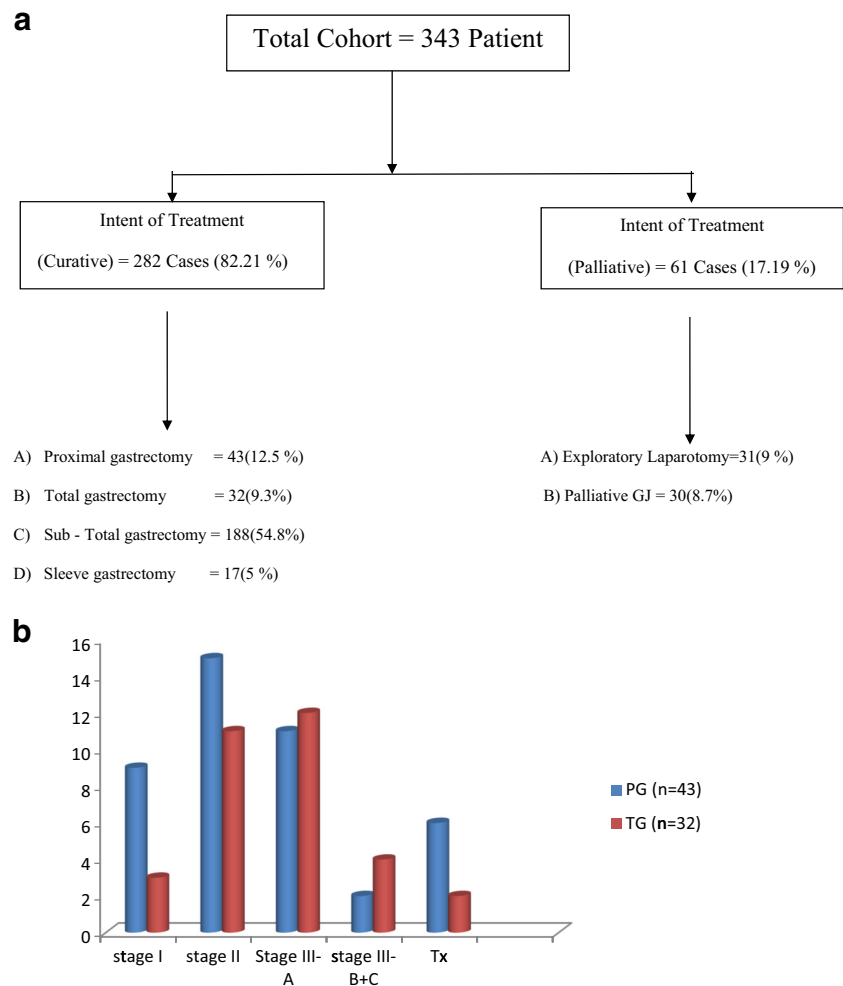 a
Total Cohort = 343 Patient
Intent of Treatment
(Curative) = 282 Cases (82.21 %)
Intent of Treatment
(Palliative) = 61 Cases (17.19 %)
A) Proximal gastrectomy = 43(12.5 %)
B) Total gastrectomy = 32(9.3%)
C) Sub - Total gastrectomy = 188(54.8%)
D) Sleeve gastrectomy = 17(5 %)
A) Exploratory Laparotomy=31(9 %)
B) Palliative GJ = 30(8.7%)
b
16
14
12
10
8
6
4
2
0
stage I
stage II
Stage III-
A
stage III-
B+C
Tx
PG (n=43)
TG (n=32)